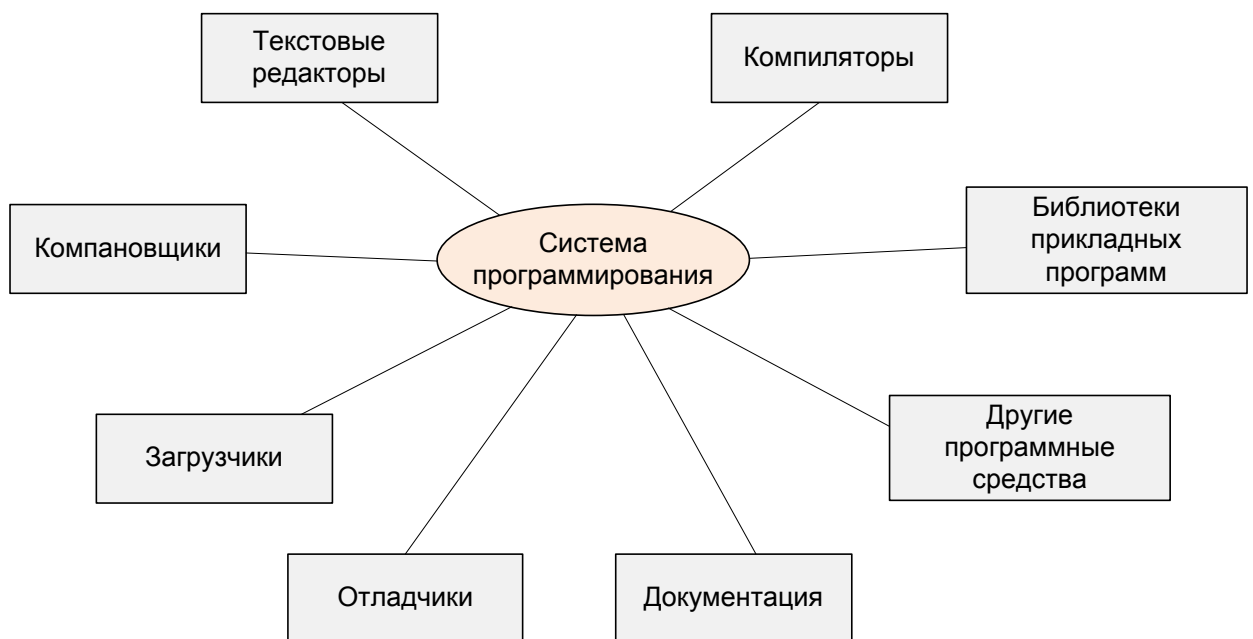 Текстовые
редакторы
Компиляторы
Компановщики
Система
программирования
Библиотеки
прикладных
программ
Загрузчики
Другие
программные
средства
Отладчики
Документация